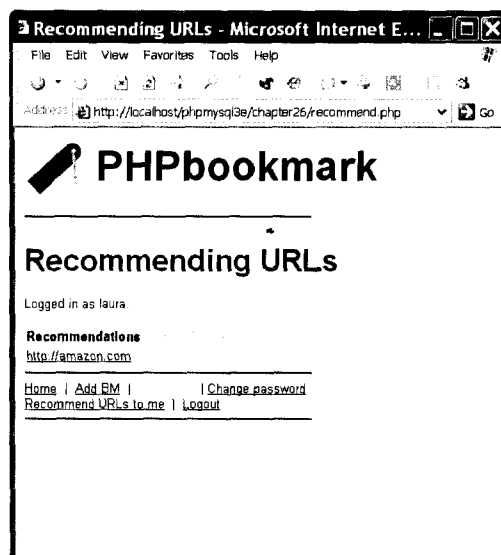 Recommending URLs - Microsoft Internet E...
File Edit View Favorites Tools Help
Address http://localhost/phpmysql3e/chapter26/recommend.php Go
PHPbookmark
Recommending URLs
Logged in as laura.
Recommendations
http://amazon.com
Home | Add BM | | Change password
Recommend URLs to me | Logout